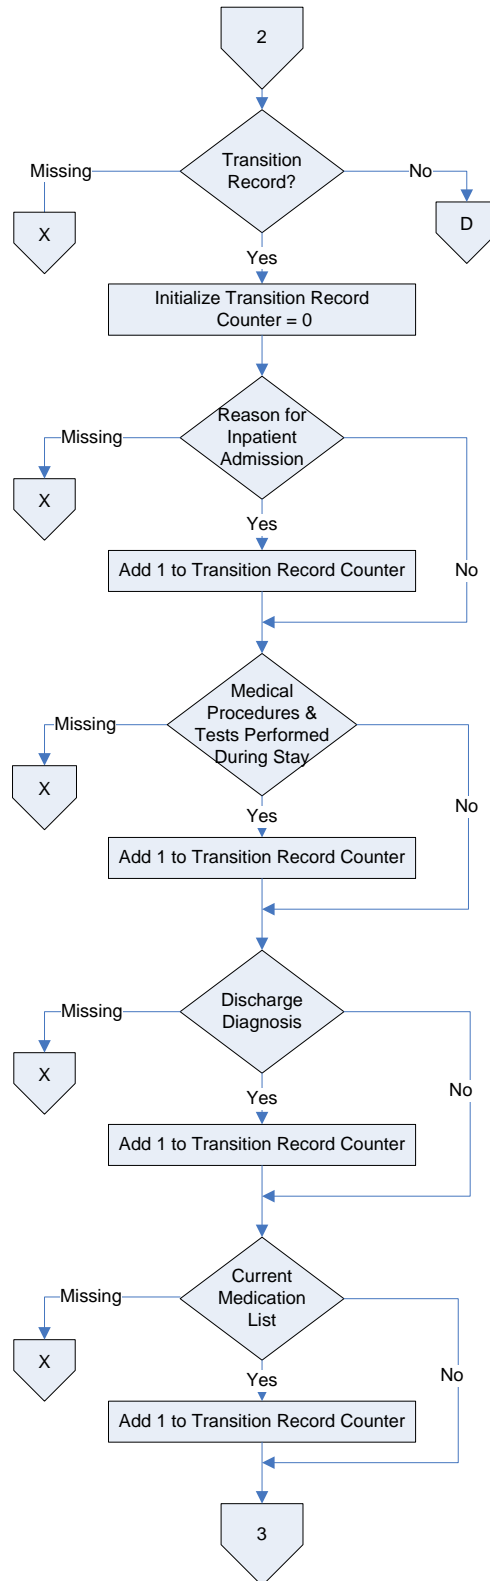 2
Transition
Record?
Missing
No
X
D
Yes
Initialize Transition Record
Counter = 0
Reason for
Inpatient
Admission
Missing
X
Yes
Add 1 to Transition Record Counter
No
Medical
Procedures &
Tests Performed
During Stay
Missing
X
Yes
No
Add 1 to Transition Record Counter
Discharge
Diagnosis
Missing
X
Yes
No
Add 1 to Transition Record Counter
Current
Medication
List
Missing
X
Yes
No
Add 1 to Transition Record Counter
3